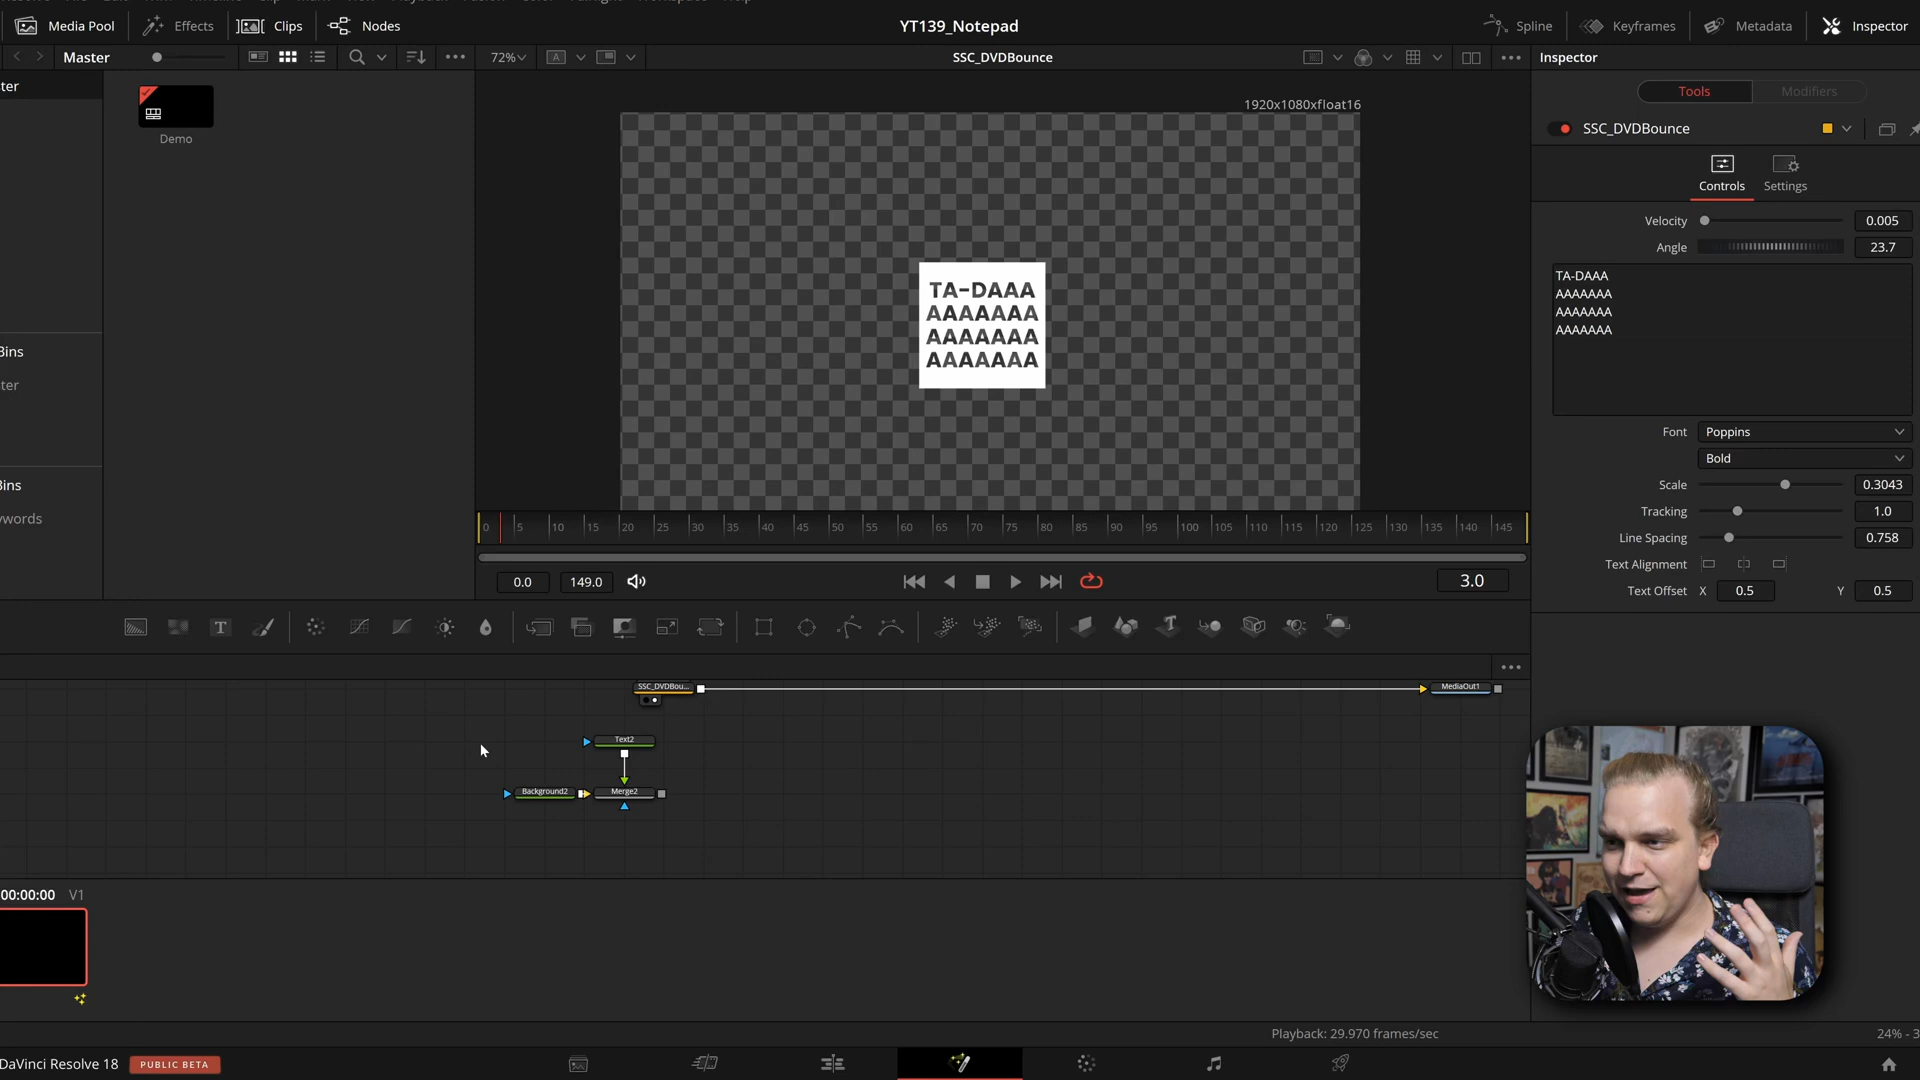 Media Pool
Effects
Clips
Nodes
YT139_Notepad
Spline
Keyframes
Metadata
Inspector
Master
72%
SSC_DVDBounce
Inspector
ter
Demo
1920x1080xfloat16
Tools
Modifiers
SSC_DVDBounce
Controls
Settings
Velocity
0.005
Angle
23.7
TA-DAAA
AAAAAAA
AAAAAAA
AAAAAAA
TA-DAAA
AAAAAAA
AAAAAAA
AAAAAAA
Bins
ter
Font
Poppins
Bold
Scale
0.3043
Bins
ywords
Tracking
1.0
0 5 10 15 20 25 30 35 40 45 50 55 60 65 70 75 80 85 90 95 100 105 110 115 120 125 130 135 145
Line Spacing
0.758
Text Alignment
0.0
149.0
3.0
Text Offset
X
0.5
Y
0.5
T
SSC_DVDBou...
MediaOut1
Text2
Background2
Merge2
00:00:00
V1
Playback: 29.970 frames/sec
24% - 3
DaVinci Resolve 18
PUBLIC BETA